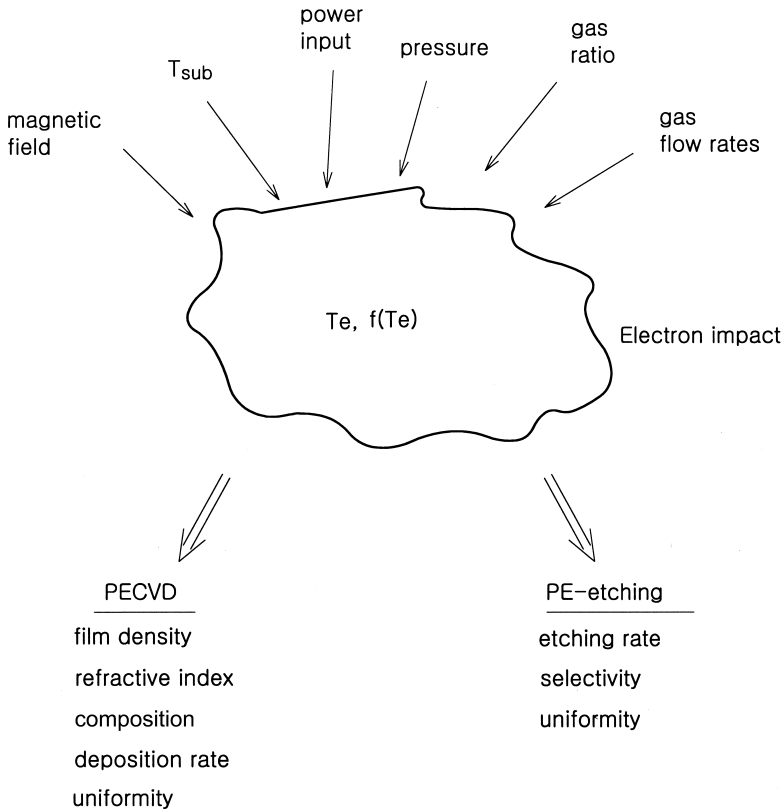 power
input
pressure
gas
ratio
Tsub
magnetic
field
gas
flow rates
Te, f(Te)
Electron impact
PECVD
film density
refractive index
composition
deposition rate
uniformity
PE-etching
etching rate
selectivity
uniformity